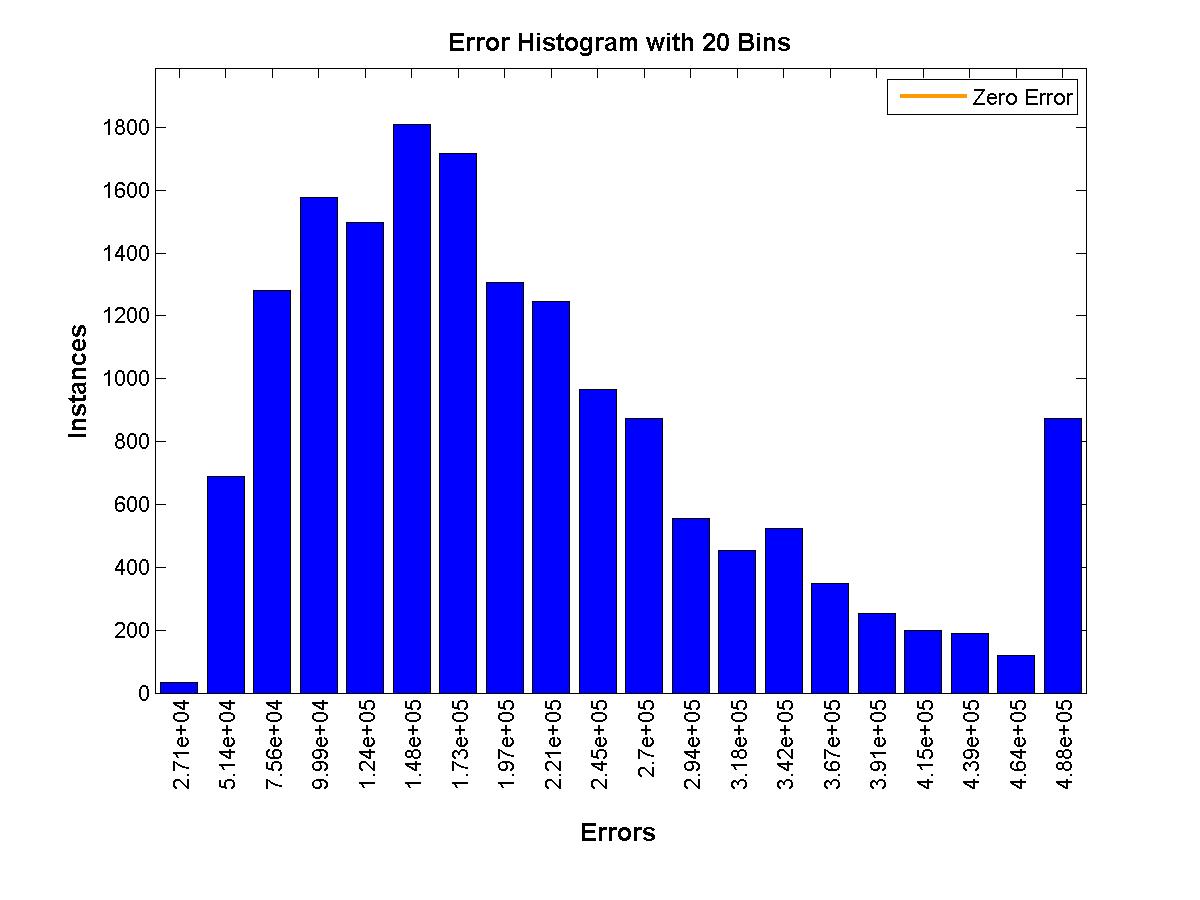 Error Histogram with 20 Bins
Zero Error
1800
1600
1400
1200
1000
800
600
400
200
0
Instances
2.71e+04
5.14e+04
7.56e+04
9.99e+04
1.24e+05
1.48e+05
1.73e+05
1.97e+05
2.21e+05
2.45e+05
2.7e+05
2.94e+05
3.18e+05
3.42e+05
3.67e+05
3.91e+05
4.15e+05
4.39e+05
4.64e+05
4.88e+05
Errors